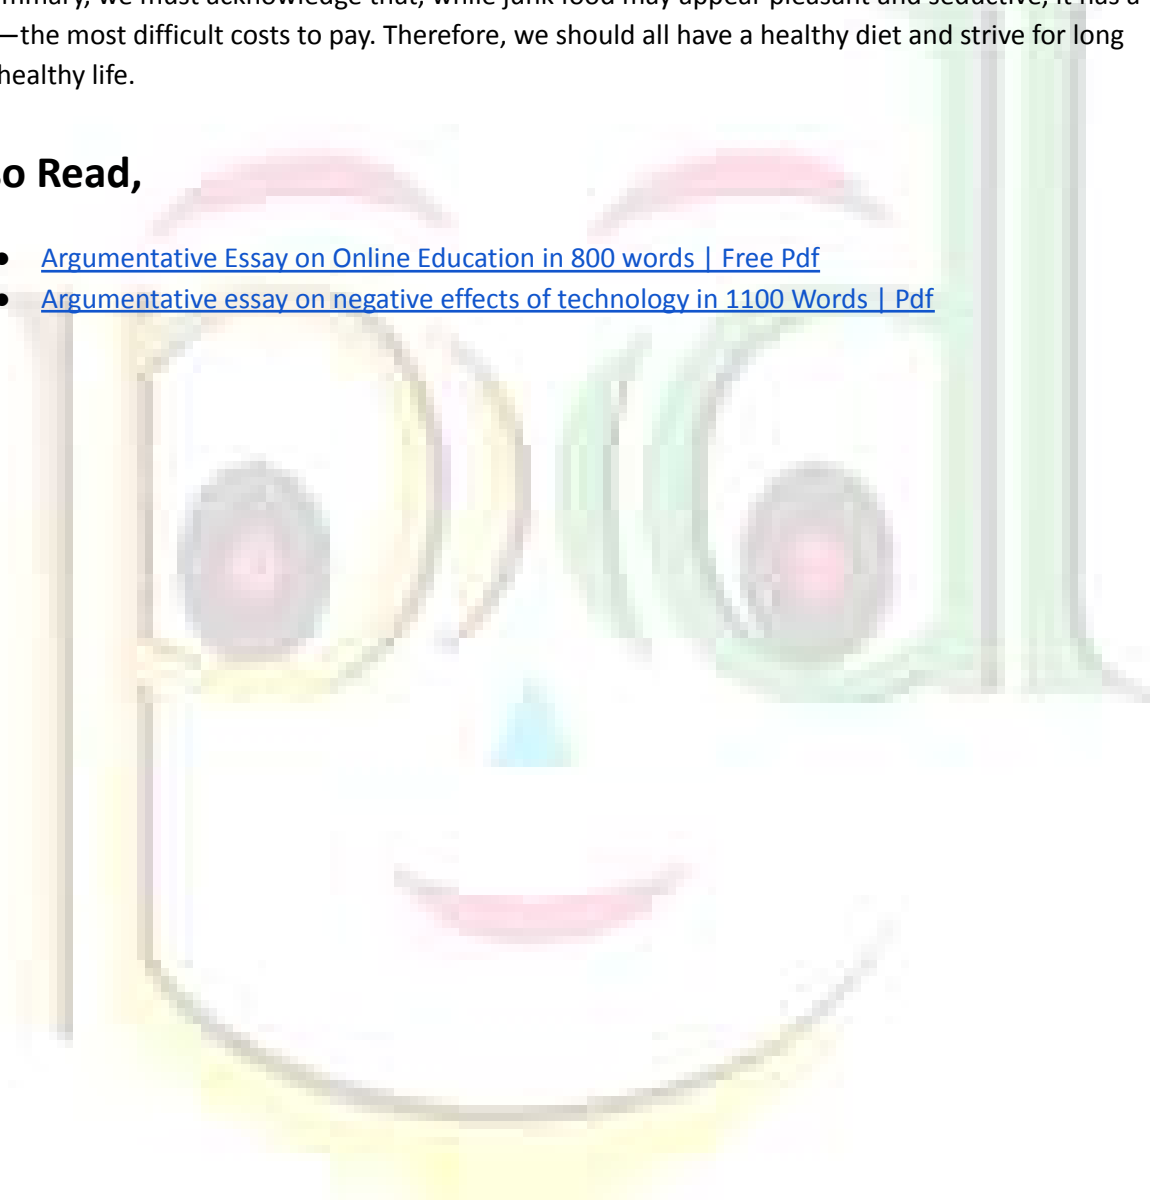 we must acknowledge that, while junk food may appear pleasant and seductive, it has a
—the most difficult costs to pay. Therefore, we should all have a healthy diet and strive for long
healthy life.
so Read,
● Argumentative Essay on Online Education in 800 words | Free Pdf
● Argumentative essay on negative effects of technology in 1100 Words | Pdf